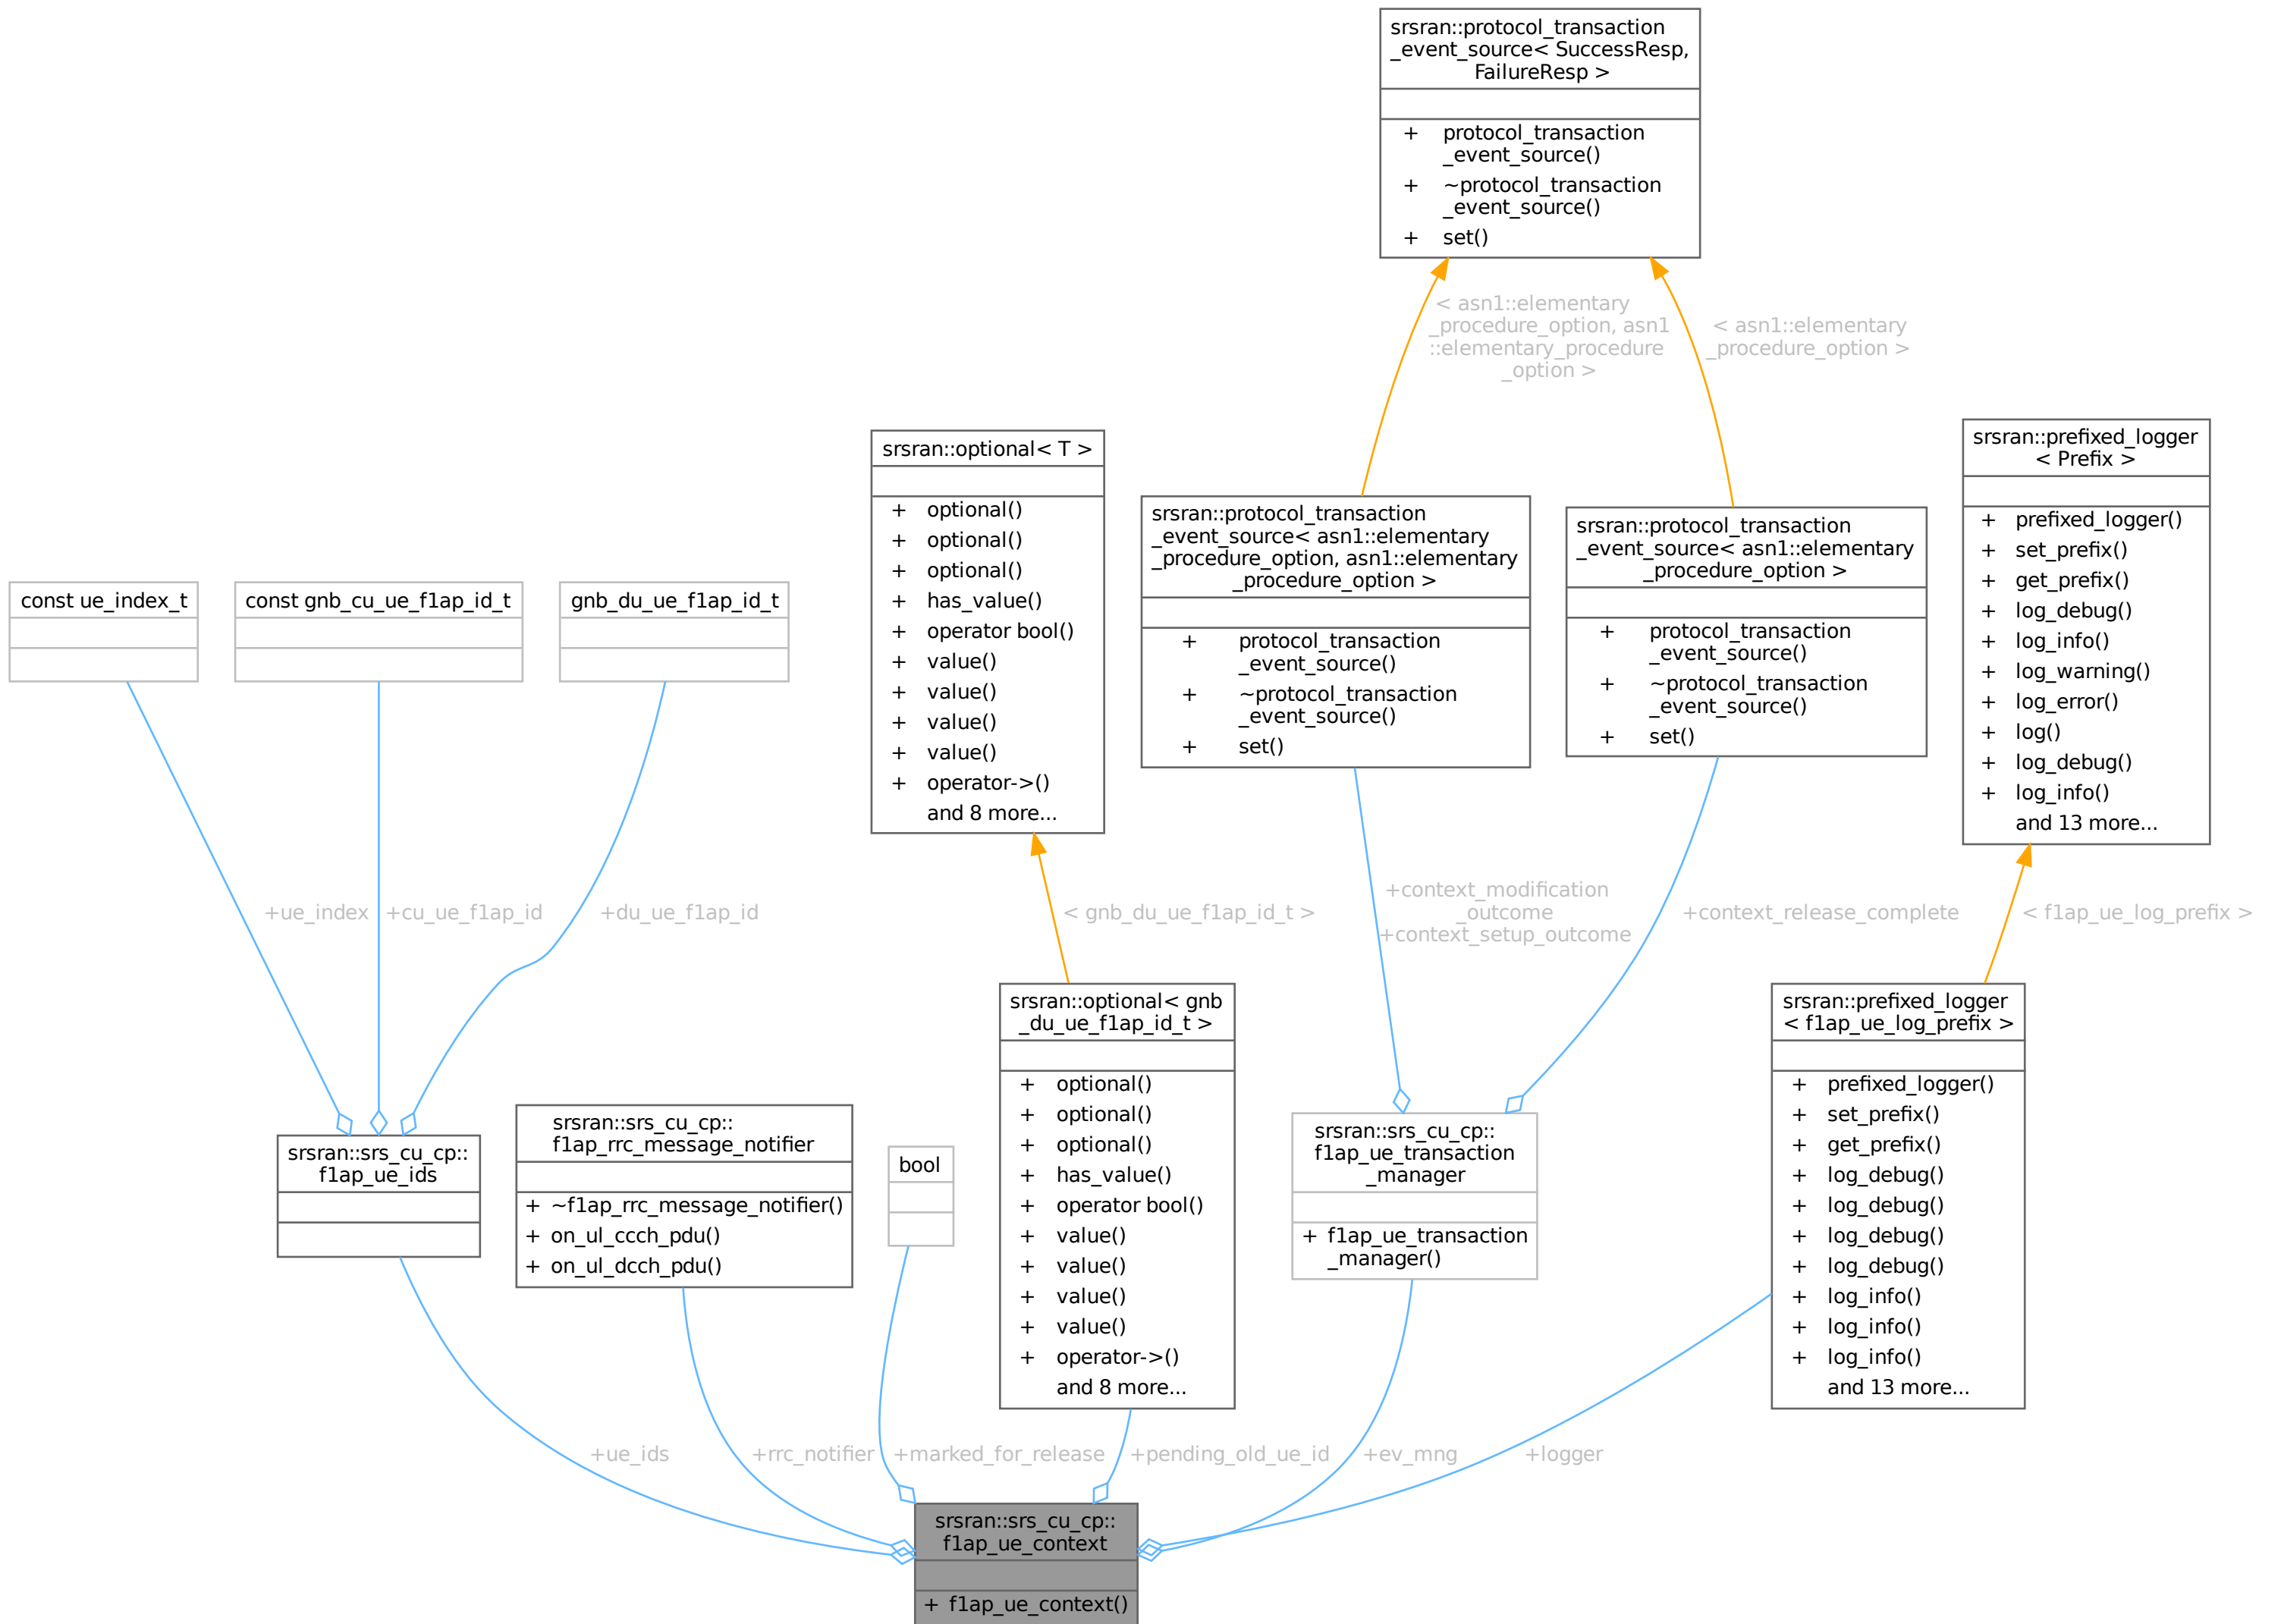 srsran::protocol_transaction
_event_source< SuccessResp,
FailureResp >
+ protocol_transaction
_event_source()
+ ~protocol_transaction
_event_source()
+ set()
< asn1::elementary
_procedure_option, asn1
::elementary_procedure
_option >
< asn1::elementary
_procedure_option >
srsran::optional< T >
+ optional()
+ optional()
+ optional()
+ has_value()
+ operator bool()
+ value()
+ value()
+ value()
+ value()
+ operator->()
and 8 more...
srsran::protocol_transaction
_event_source< asn1::elementary
_procedure_option, asn1::elementary
_procedure_option >
+ protocol_transaction
_event_source()
+ ~protocol_transaction
_event_source()
+ set()
srsran::protocol_transaction
_event_source< asn1::elementary
_procedure_option >
+ protocol_transaction
_event_source()
+ ~protocol_transaction
_event_source()
+ set()
srsran::prefixed_logger
< Prefix >
+ prefixed_logger()
+ set_prefix()
+ get_prefix()
+ log_debug()
+ log_info()
+ log_warning()
+ log_error()
+ log()
+ log_debug()
+ log_info()
and 13 more...
const ue_index_t
const gnb_cu_ue_f1ap_id_t
gnb_du_ue_f1ap_id_t
+ue_index
+cu_ue_f1ap_id
+du_ue_f1ap_id
< gnb_du_ue_f1ap_id_t >
+context_modification
_outcome
+context_setup_outcome
+context_release_complete
< f1ap_ue_log_prefix >
srsran::srs_cu_cp::
f1ap_ue_ids
srsran::srs_cu_cp::
f1ap_rrc_message_notifier
+ ~f1ap_rrc_message_notifier()
+ on_ul_ccch_pdu()
+ on_ul_dcch_pdu()
bool
srsran::optional< gnb
_du_ue_f1ap_id_t >
+ optional()
+ optional()
+ optional()
+ has_value()
+ operator bool()
+ value()
+ value()
+ value()
+ value()
+ operator->()
and 8 more...
srsran::srs_cu_cp::
f1ap_ue_transaction
_manager
+ f1ap_ue_transaction
_manager()
srsran::prefixed_logger
< f1ap_ue_log_prefix >
+ prefixed_logger()
+ set_prefix()
+ get_prefix()
+ log_debug()
+ log_debug()
+ log_debug()
+ log_debug()
+ log_info()
+ log_info()
+ log_info()
and 13 more...
+ue_ids
+rrc_notifier
+marked_for_release
+pending_old_ue_id
+ev_mng
+logger
srsran::srs_cu_cp::
f1ap_ue_context
+ f1ap_ue_context()